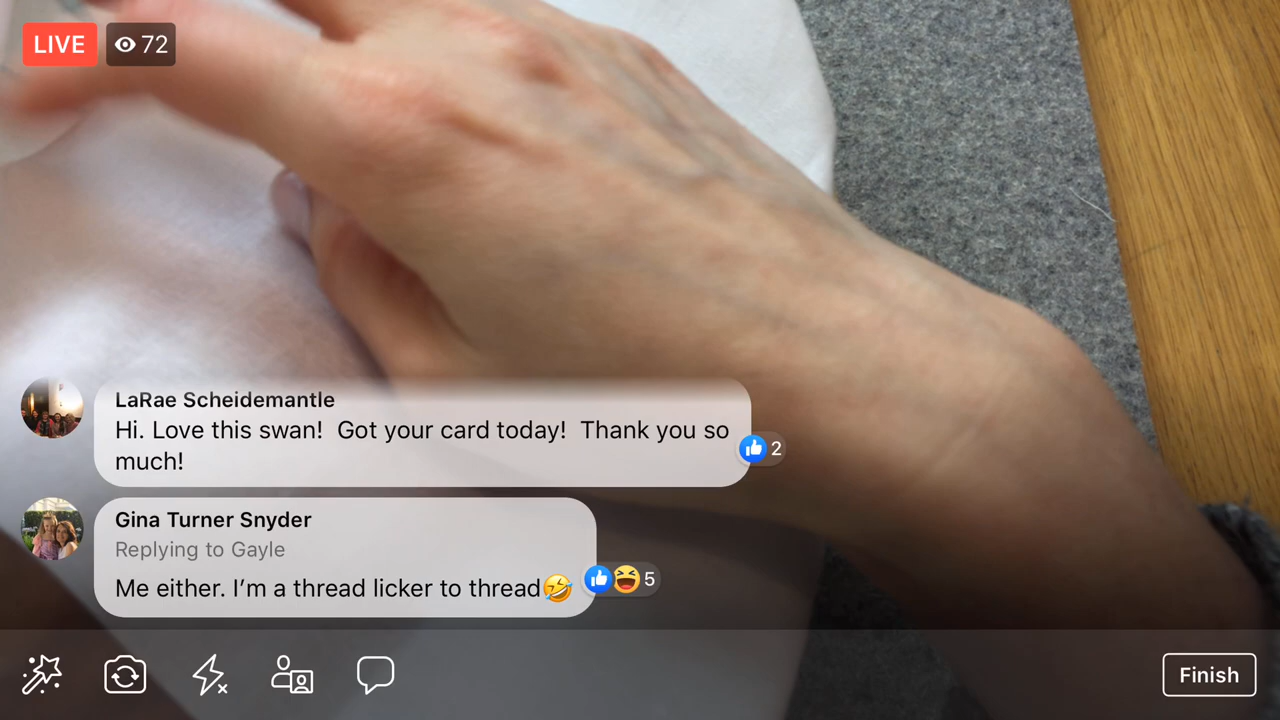 LIVE 72
LaRae Scheidemantle
Hi. Love this swan!  Got your card today!  Thank you so
much!
2
Gina Turner Snyder
Replying to Gayle
Me either. I’m a thread licker to thread🤣
5
Finish